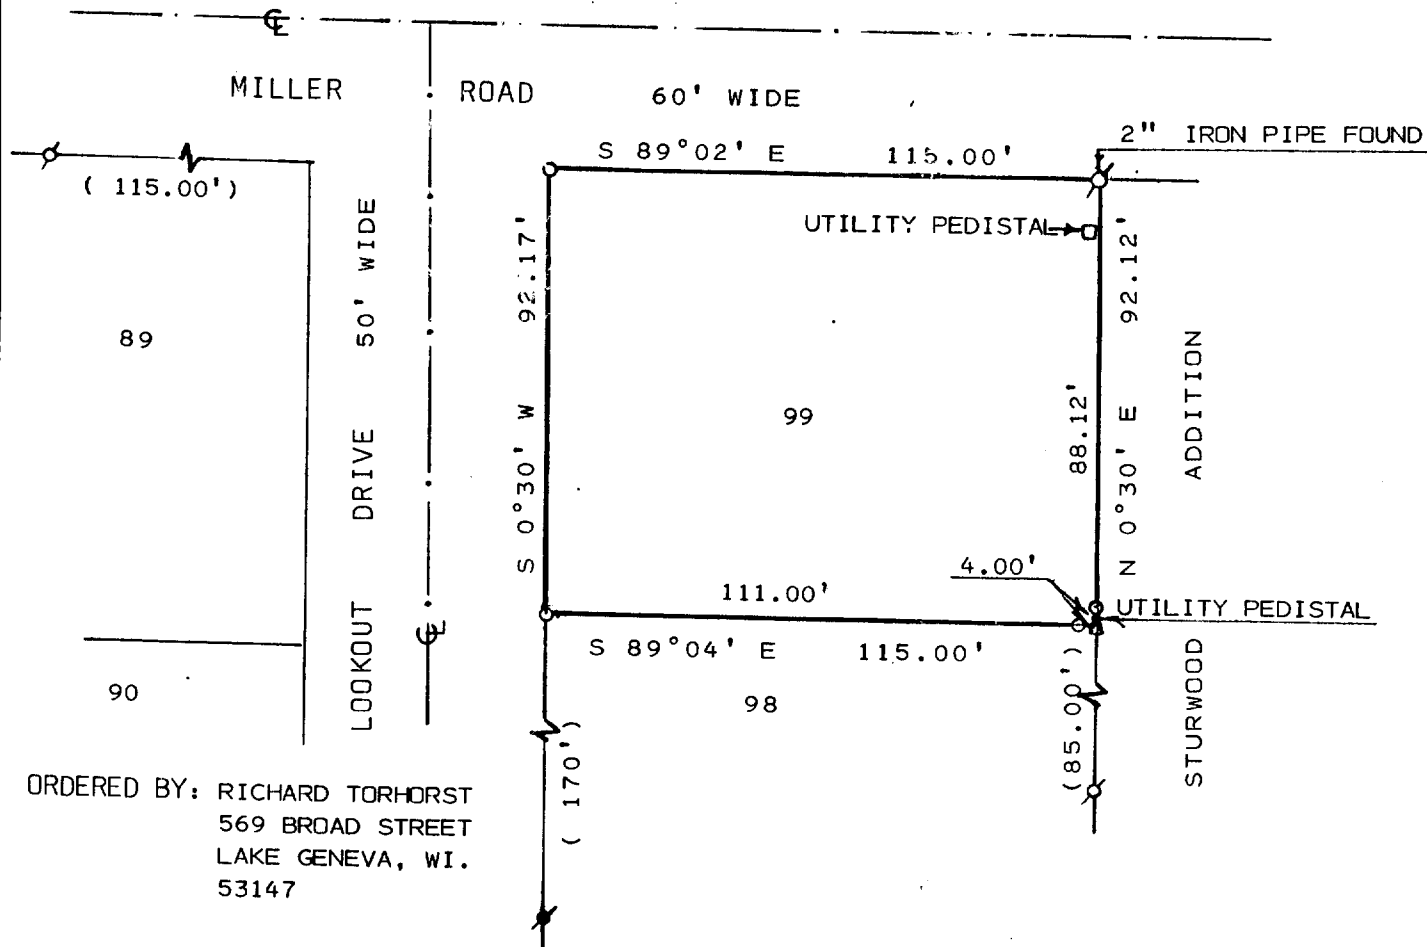 ℄
MILLER ROAD 60' WIDE
2" IRON PIPE FOUND
S 89°02' E 115.00'
( 115.00')
UTILITY PEDISTAL
LOOKOUT DRIVE 50' WIDE
S 0°30' W 92.17'
N 0°30' E 92.12'
88.12'
STURWOOD ADDITION
89
99
4.00'
111.00'
UTILITY PEDISTAL
℄
S 89°04' E 115.00'
90
98
( 170')
(85.00')
ORDERED BY: RICHARD TORHORST
569 BROAD STREET
LAKE GENEVA, WI.
53147